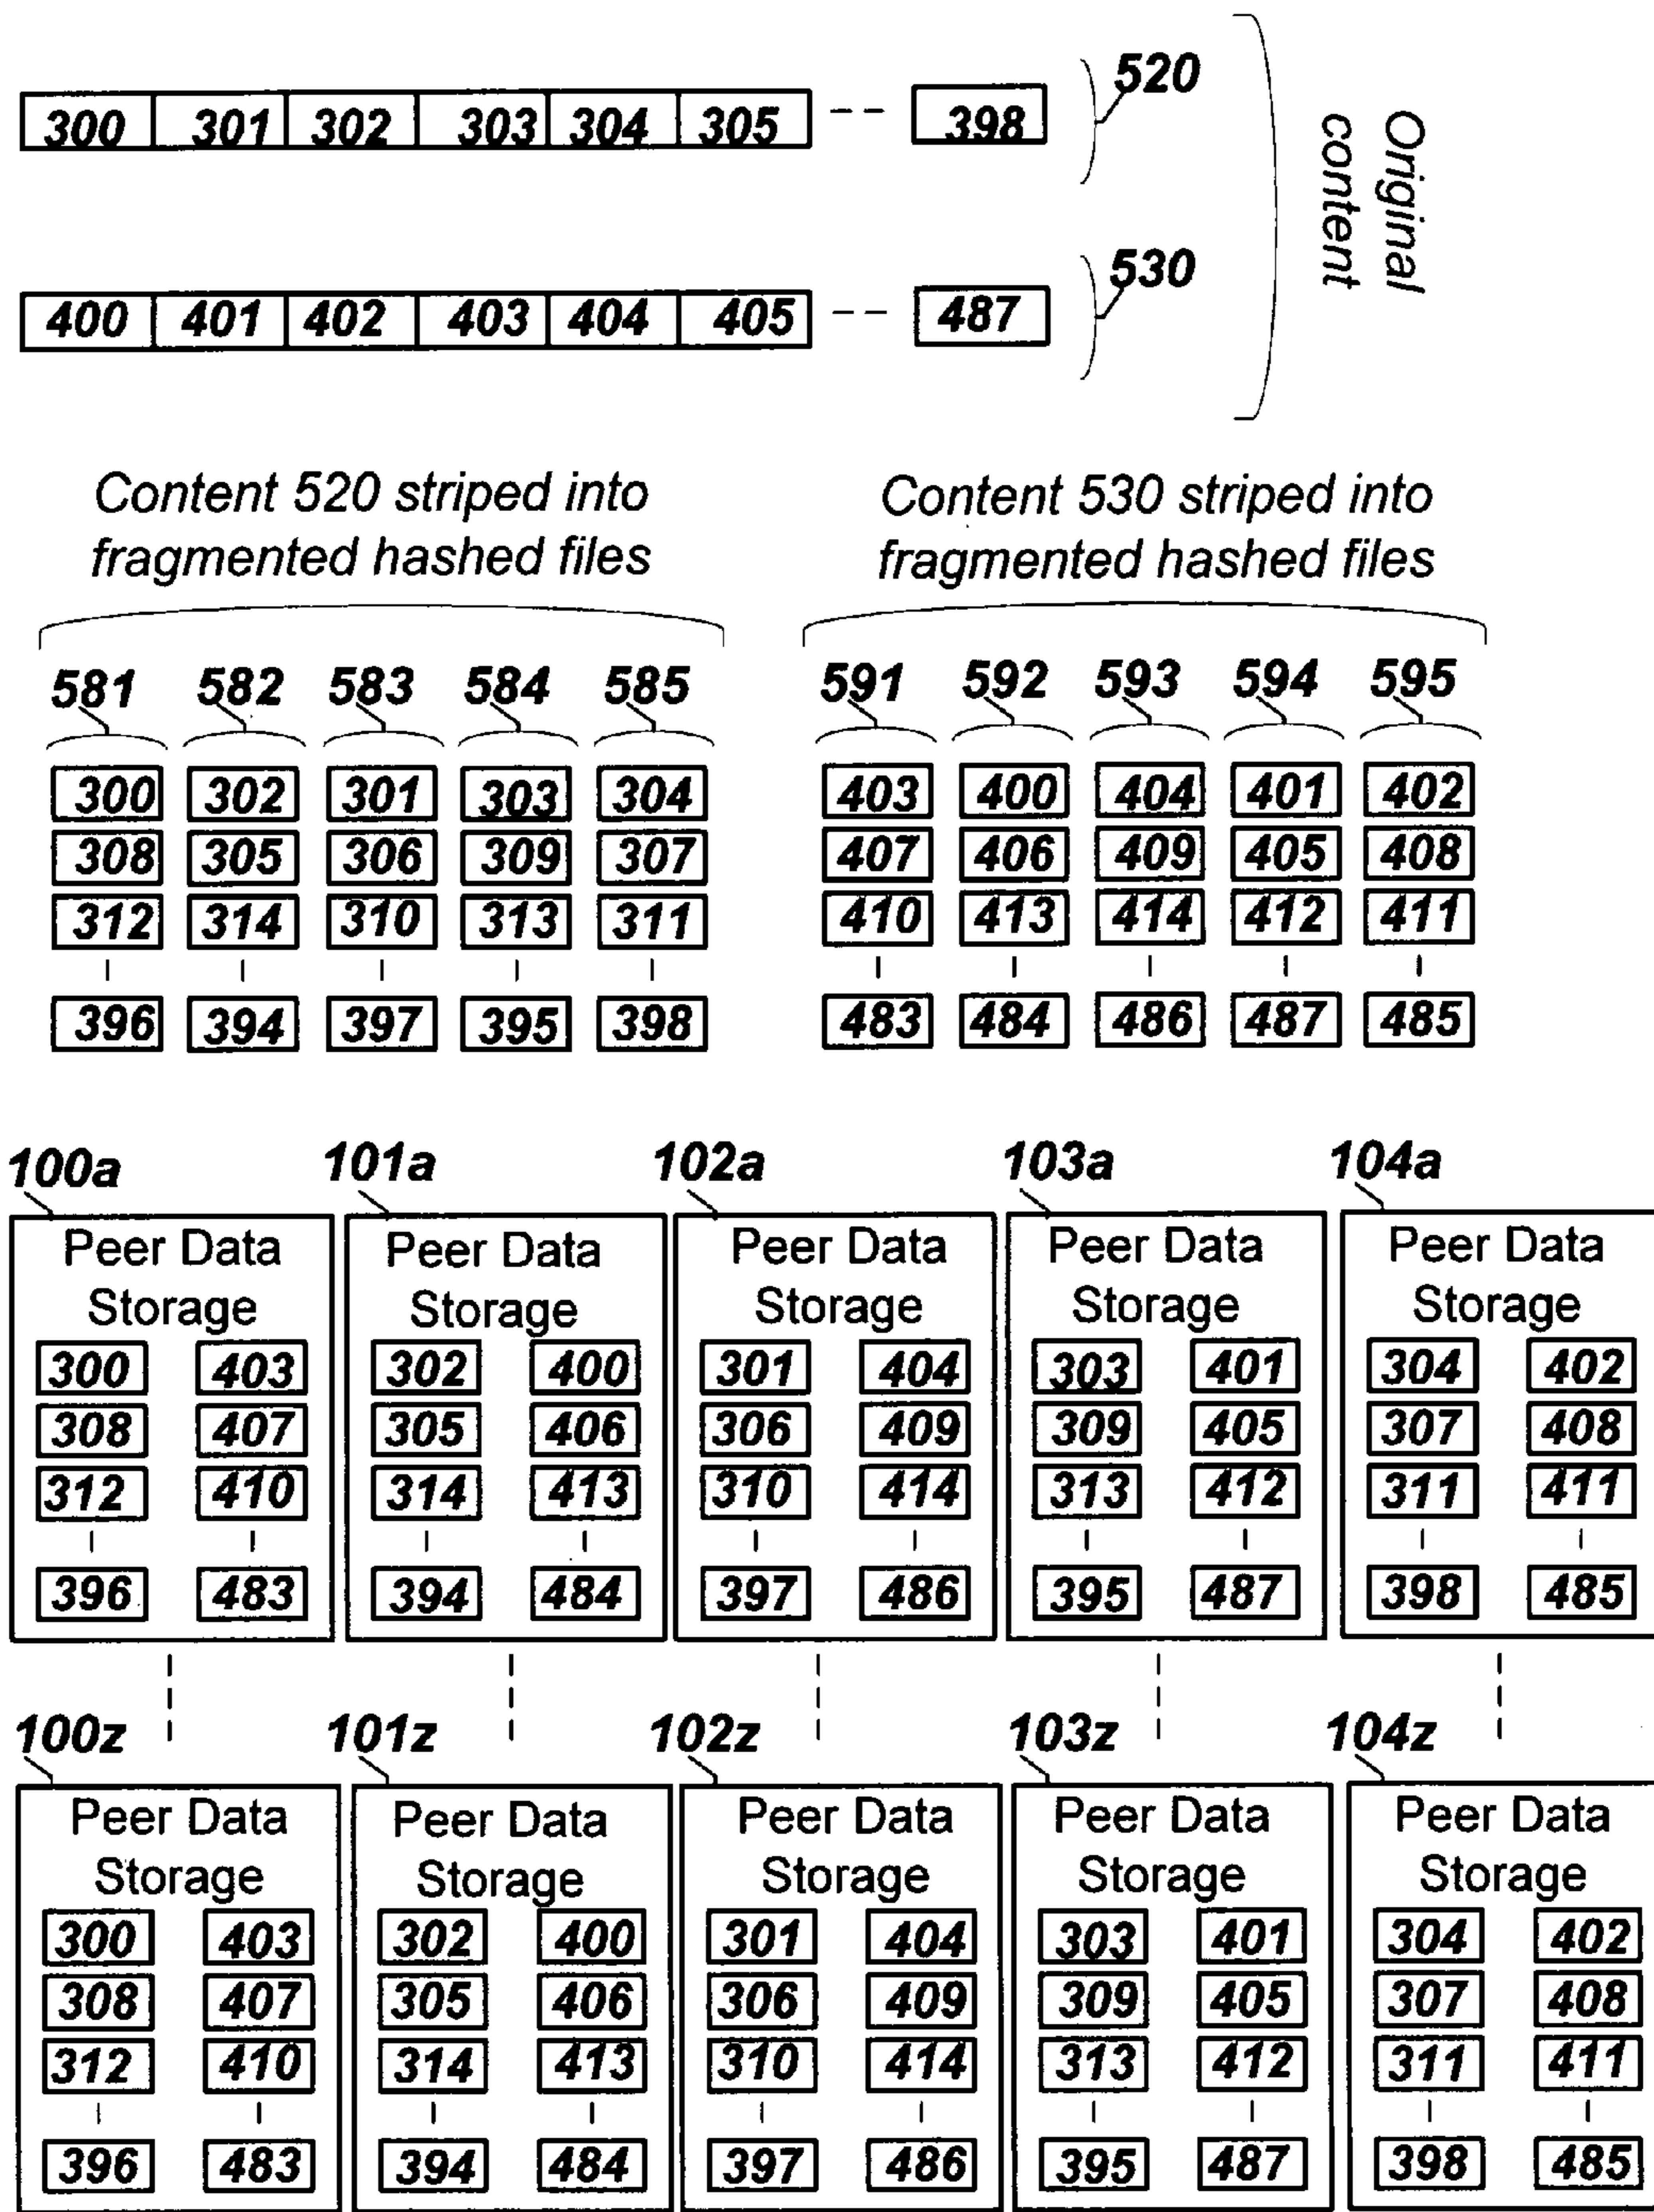 300 301 302 303 304 305 -- 398 520
400 401 402 403 404 405 -- 487 530
Original
content
Content 520 striped into
fragmented hashed files
Content 530 striped into
fragmented hashed files
581 582 583 584 585
300 302 301 303 304
308 305 306 309 307
312 314 310 313 311
396 394 397 395 398
591 592 593 594 595
403 400 404 401 402
407 406 409 405 408
410 413 414 412 411
483 484 486 487 485
100a
Peer Data
Storage
300 403
308 407
312 410
396 483
101a
Peer Data
Storage
302 400
305 406
314 413
394 484
102a
Peer Data
Storage
301 404
306 409
310 414
397 486
103a
Peer Data
Storage
303 401
309 405
313 412
395 487
104a
Peer Data
Storage
304 402
307 408
311 411
398 485
100z
Peer Data
Storage
300 403
308 407
312 410
396 483
101z
Peer Data
Storage
302 400
305 406
314 413
394 484
102z
Peer Data
Storage
301 404
306 409
310 414
397 486
103z
Peer Data
Storage
303 401
309 405
313 412
395 487
104z
Peer Data
Storage
304 402
307 408
311 411
398 485